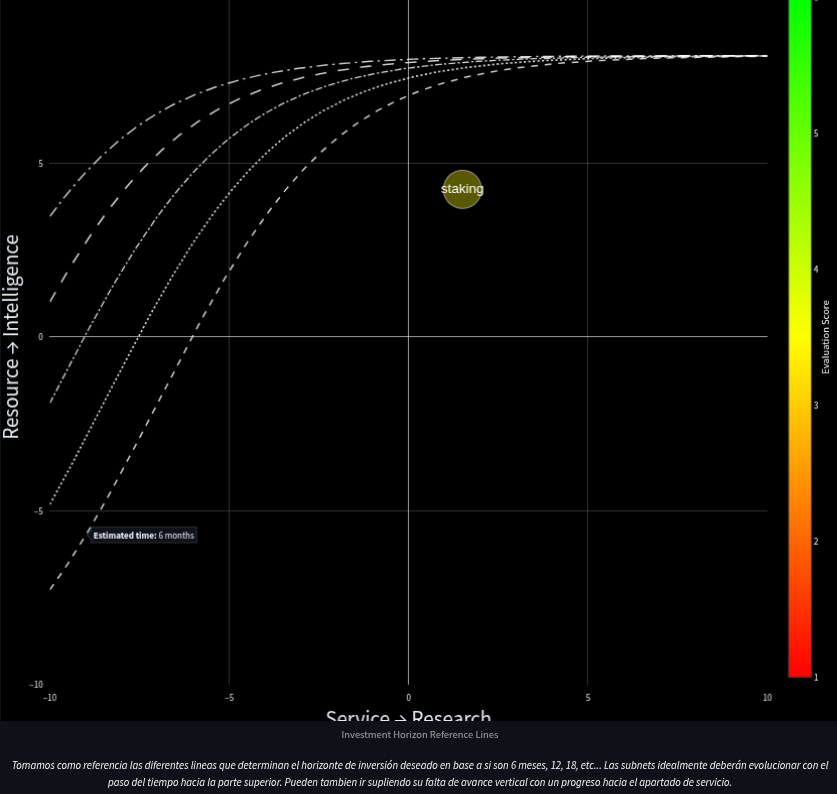 5
5
staking
4
Resource → Intelligence
0
Evaluation Score
3
-5
Estimated time: 6 months
2
-10
1
-10
-5
0
5
10
Service → Research
Investment Horizon Reference Lines
Tomamos como referencia las diferentes lineas que determinan el horizonte de inversión deseado en base a si son 6 meses, 12, 18, etc... Las subnets idealmente deberán evolucionar con el
paso del tiempo hacia la parte superior. Pueden tambien ir supliendo su falta de avance vertical con un progreso hacia el apartado de servicio.